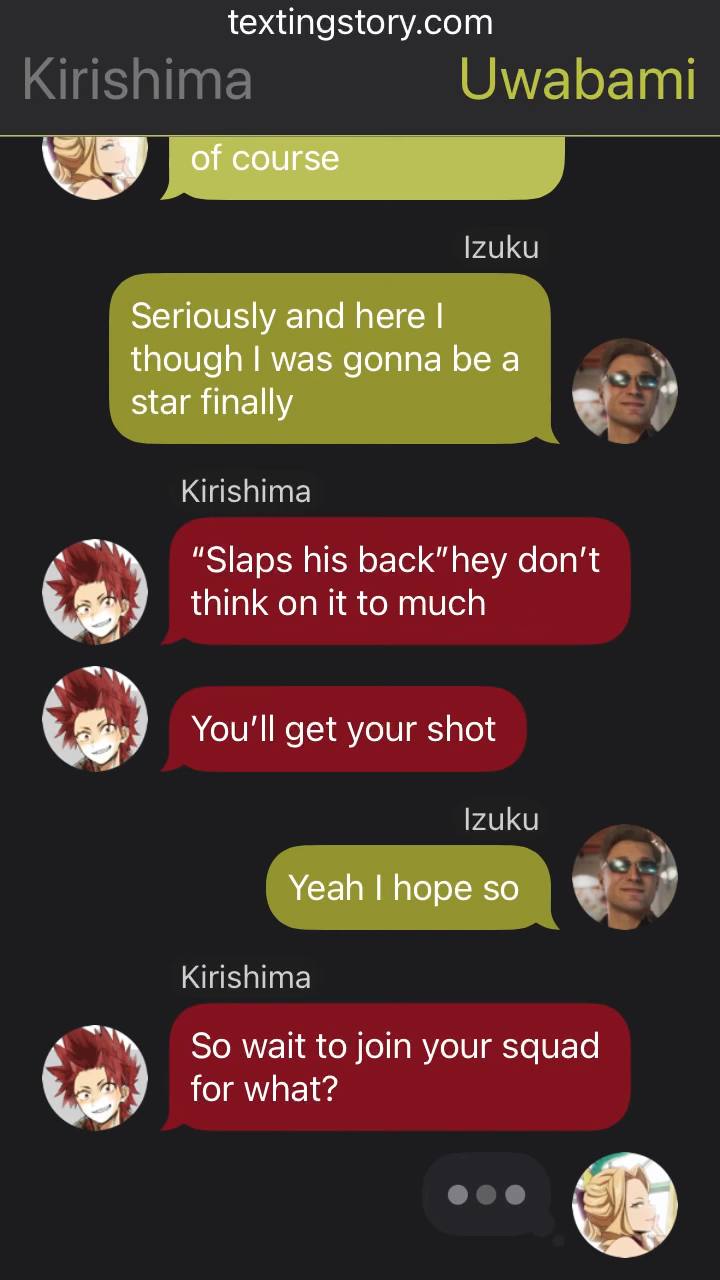 textingstory.com
Kirishima
Uwabami
of course
Izuku
Seriously and here I
though I was gonna be a
star finally
Kirishima
“Slaps his back”hey don’t
think on it to much
You’ll get your shot
Izuku
Yeah I hope so
Kirishima
So wait to join your squad
for what?